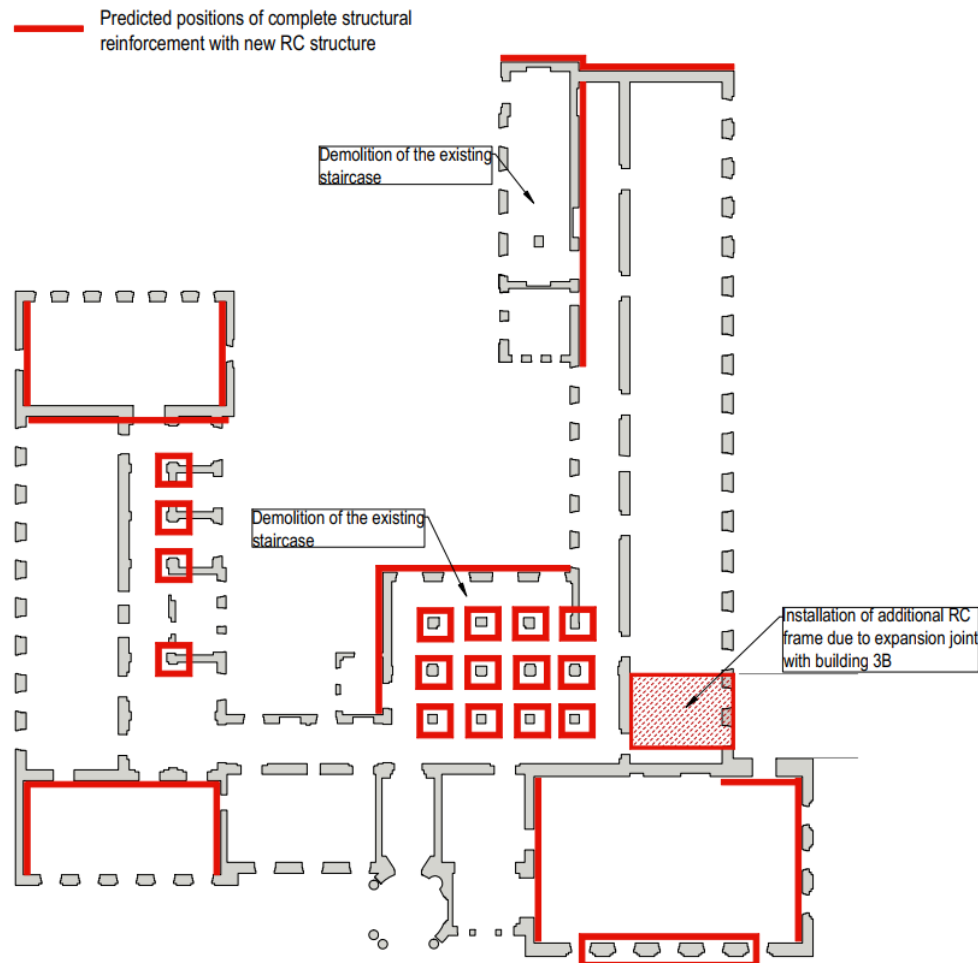 Predicted positions of complete structural
reinforcement with new RC structure
Demolition of the existing
staircase
Demolition of the existing
staircase
Installation of additional RC
frame due to expansion joint
with building 3B